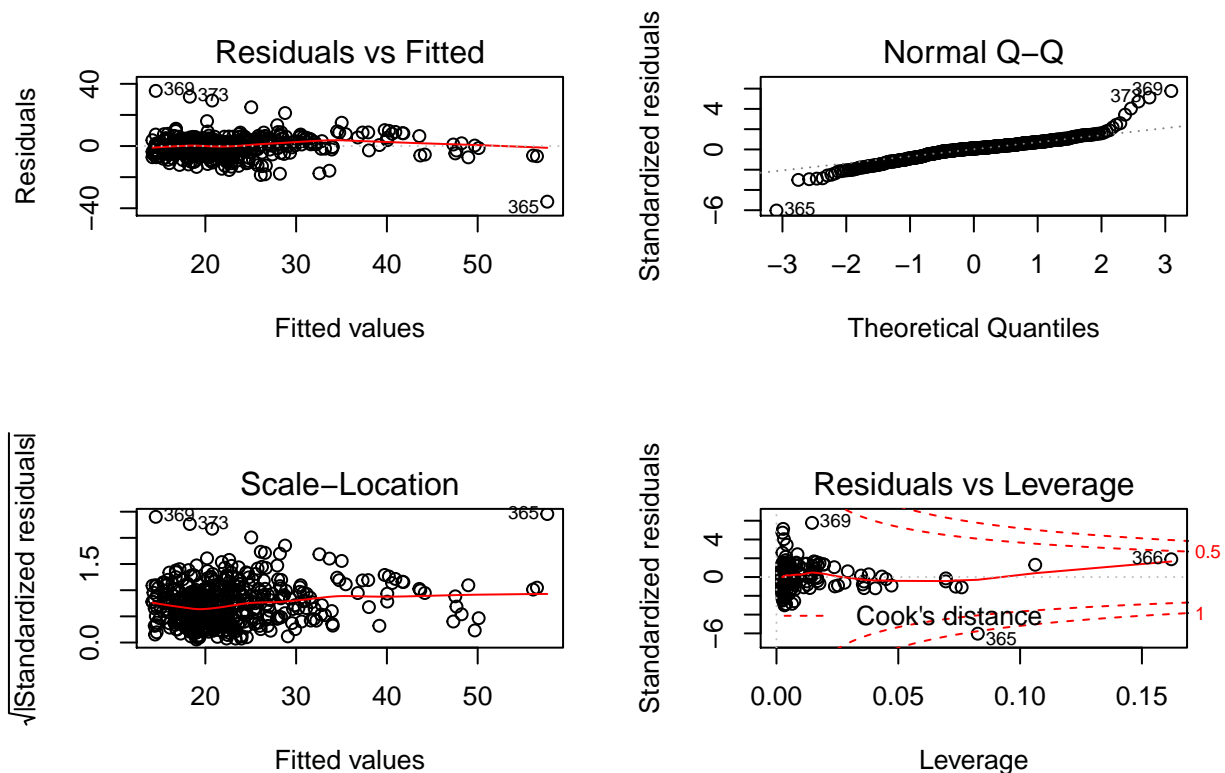 Residuals vs Fitted
Residuals
40
0
−40
369
373
365
20 30 40 50
Fitted values
Normal Q−Q
Standardized residuals
4
0
−6
373
369
365
−3 −2 −1 0 1 2 3
Theoretical Quantiles
Scale−Location
√|Standardized residuals|
1.5
0.0
369
373
365
20 30 40 50
Fitted values
Residuals vs Leverage
Standardized residuals
4
0
−6
369
366
365
Cook's distance
0.5
1
0.00 0.05 0.10 0.15
Leverage